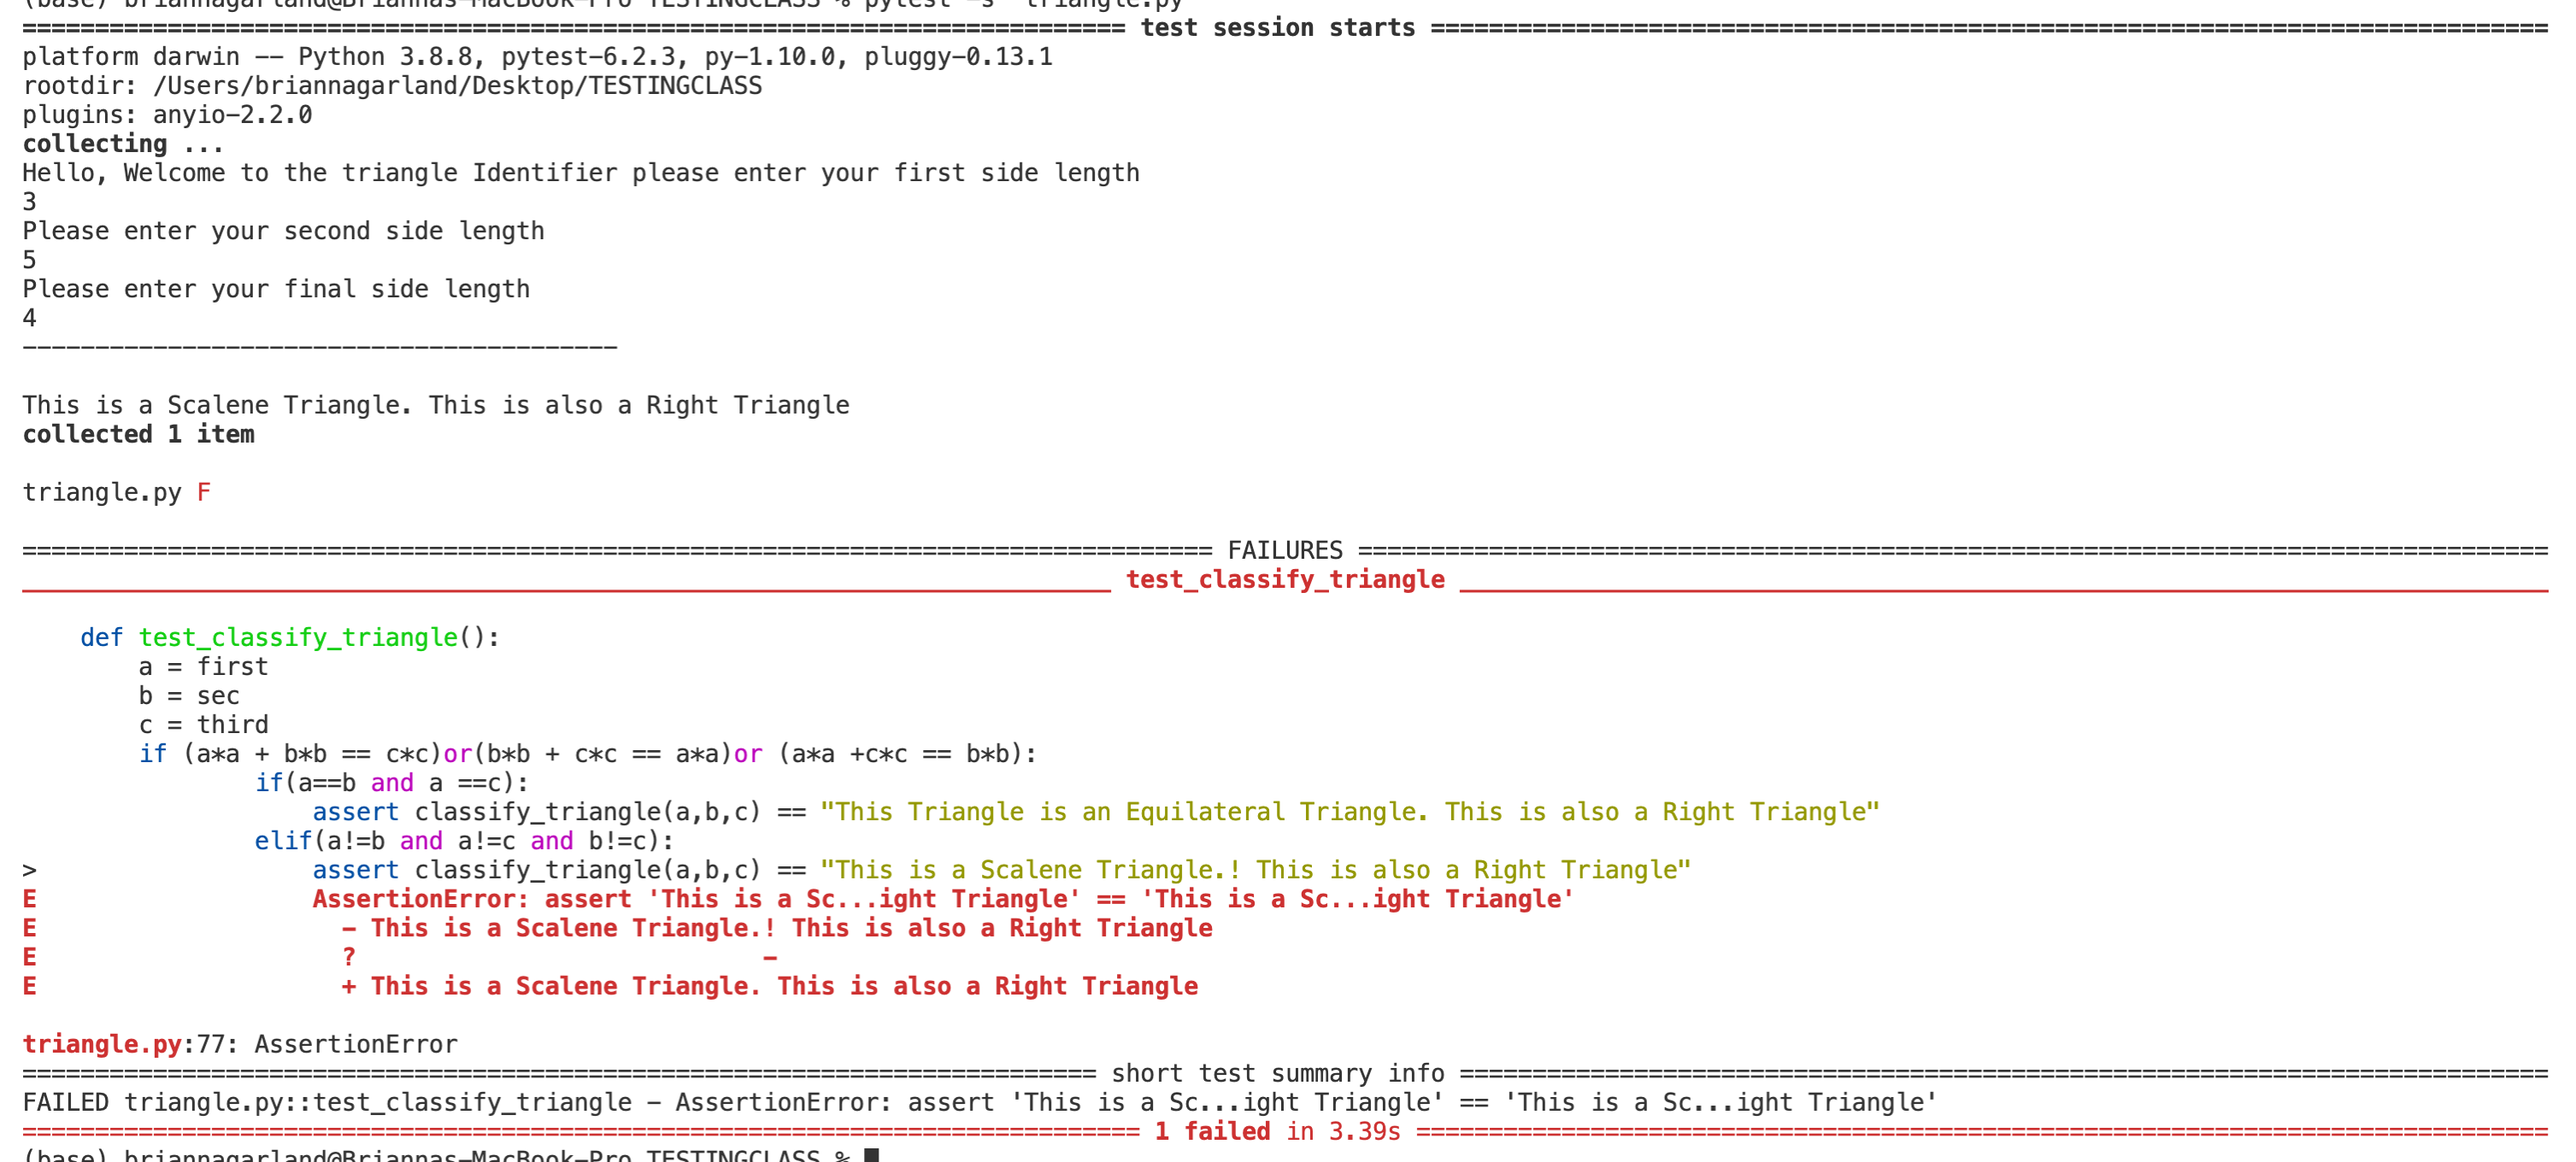 (base) briannagarland@Briannas-MacBook-Pro TESTINGCLASS % pytest -s  triangle.py
============================================================================ test session starts =============================================================================
platform darwin -- Python 3.8.8, pytest-6.2.3, py-1.10.0, pluggy-0.13.1
rootdir: /Users/briannagarland/Desktop/TESTINGCLASS
plugins: anyio-2.2.0
collecting ...
Hello, Welcome to the triangle Identifier please enter your first side length
3
Please enter your second side length
5
Please enter your final side length
4
-----------------------------------------

This is a Scalene Triangle. This is also a Right Triangle
collected 1 item

triangle.py F

================================================================================== FAILURES ==================================================================================
___________________________________________________________________________ test_classify_triangle ___________________________________________________________________________

    def test_classify_triangle():
        a = first
        b = sec
        c = third
        if (a*a + b*b == c*c)or(b*b + c*c == a*a)or (a*a +c*c == b*b):
                if(a==b and a ==c):
                    assert classify_triangle(a,b,c) == "This Triangle is an Equilateral Triangle. This is also a Right Triangle"
                elif(a!=b and a!=c and b!=c):
>                   assert classify_triangle(a,b,c) == "This is a Scalene Triangle.! This is also a Right Triangle"
E                   AssertionError: assert 'This is a Sc...ight Triangle' == 'This is a Sc...ight Triangle'
E                     - This is a Scalene Triangle.! This is also a Right Triangle
E                     ?                            -
E                     + This is a Scalene Triangle. This is also a Right Triangle

triangle.py:77: AssertionError
========================================================================== short test summary info ===========================================================================
FAILED triangle.py::test_classify_triangle - AssertionError: assert 'This is a Sc...ight Triangle' == 'This is a Sc...ight Triangle'
============================================================================= 1 failed in 3.39s ==============================================================================
(base) briannagarland@Briannas-MacBook-Pro TESTINGCLASS %